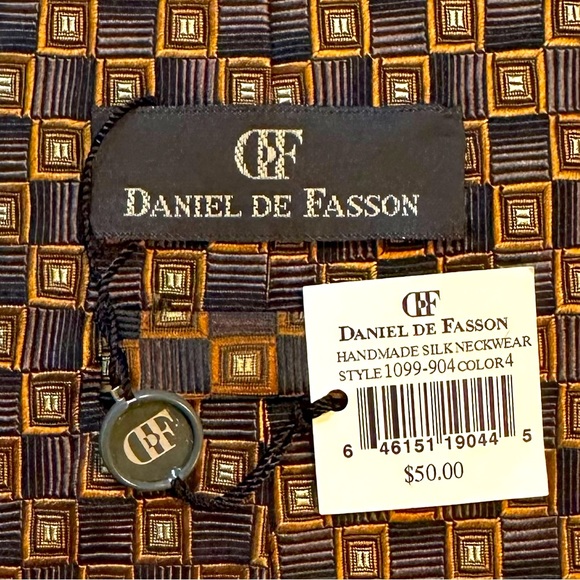 DF
DANIEL DE FASSON
DF
DANIEL DE FASSON
HANDMADE SILK NECKWEAR
STYLE 1099-904 COLOR 4
6 46151 19044 5
$50.00
DF